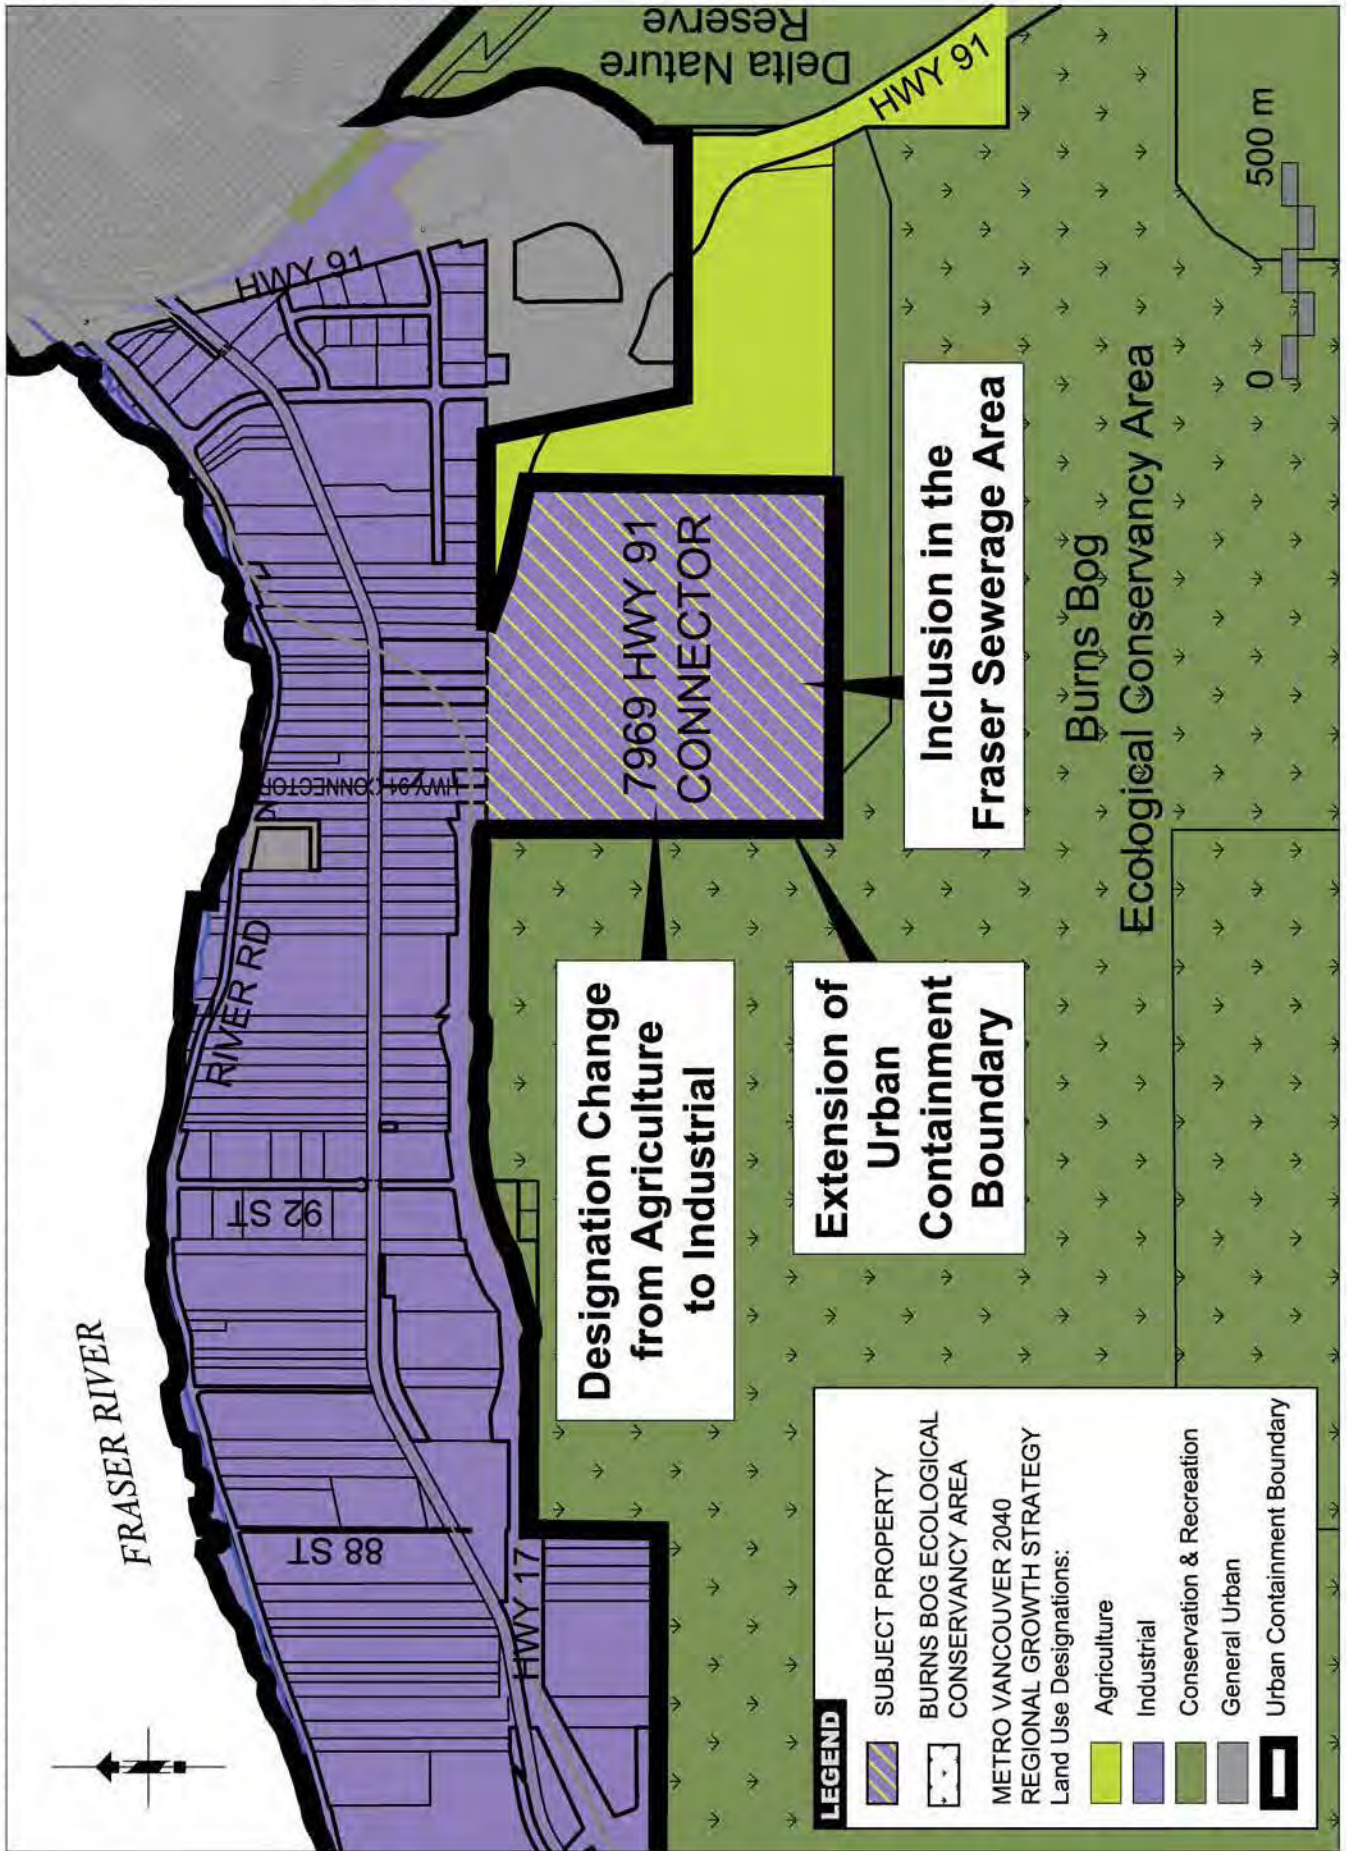 FRASER RIVER
RIVER RD
HWY 91
HWY 91 CONNECTOR
88 ST
92 ST
HWY 17
7969 HWY 91
CONNECTOR
HWY 91
Delta Nature
Reserve
Designation Change
from Agriculture
to Industrial
Extension of
Urban
Containment
Boundary
Inclusion in the
Fraser Sewerage Area
Burns Bog
Ecological Conservancy Area
0 500 m
LEGEND
SUBJECT PROPERTY
BURNS BOG ECOLOGICAL
CONSERVANCY AREA
METRO VANCOUVER 2040
REGIONAL GROWTH STRATEGY
Land Use Designations:
Agriculture
Industrial
Conservation & Recreation
General Urban
Urban Containment Boundary